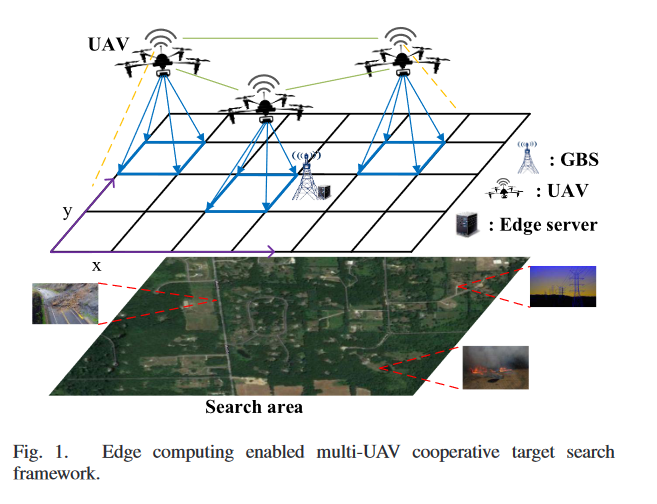 UAV
: GBS
: UAV
: Edge server
y
x
Search area
Fig. 1. Edge computing enabled multi-UAV cooperative target search
framework.